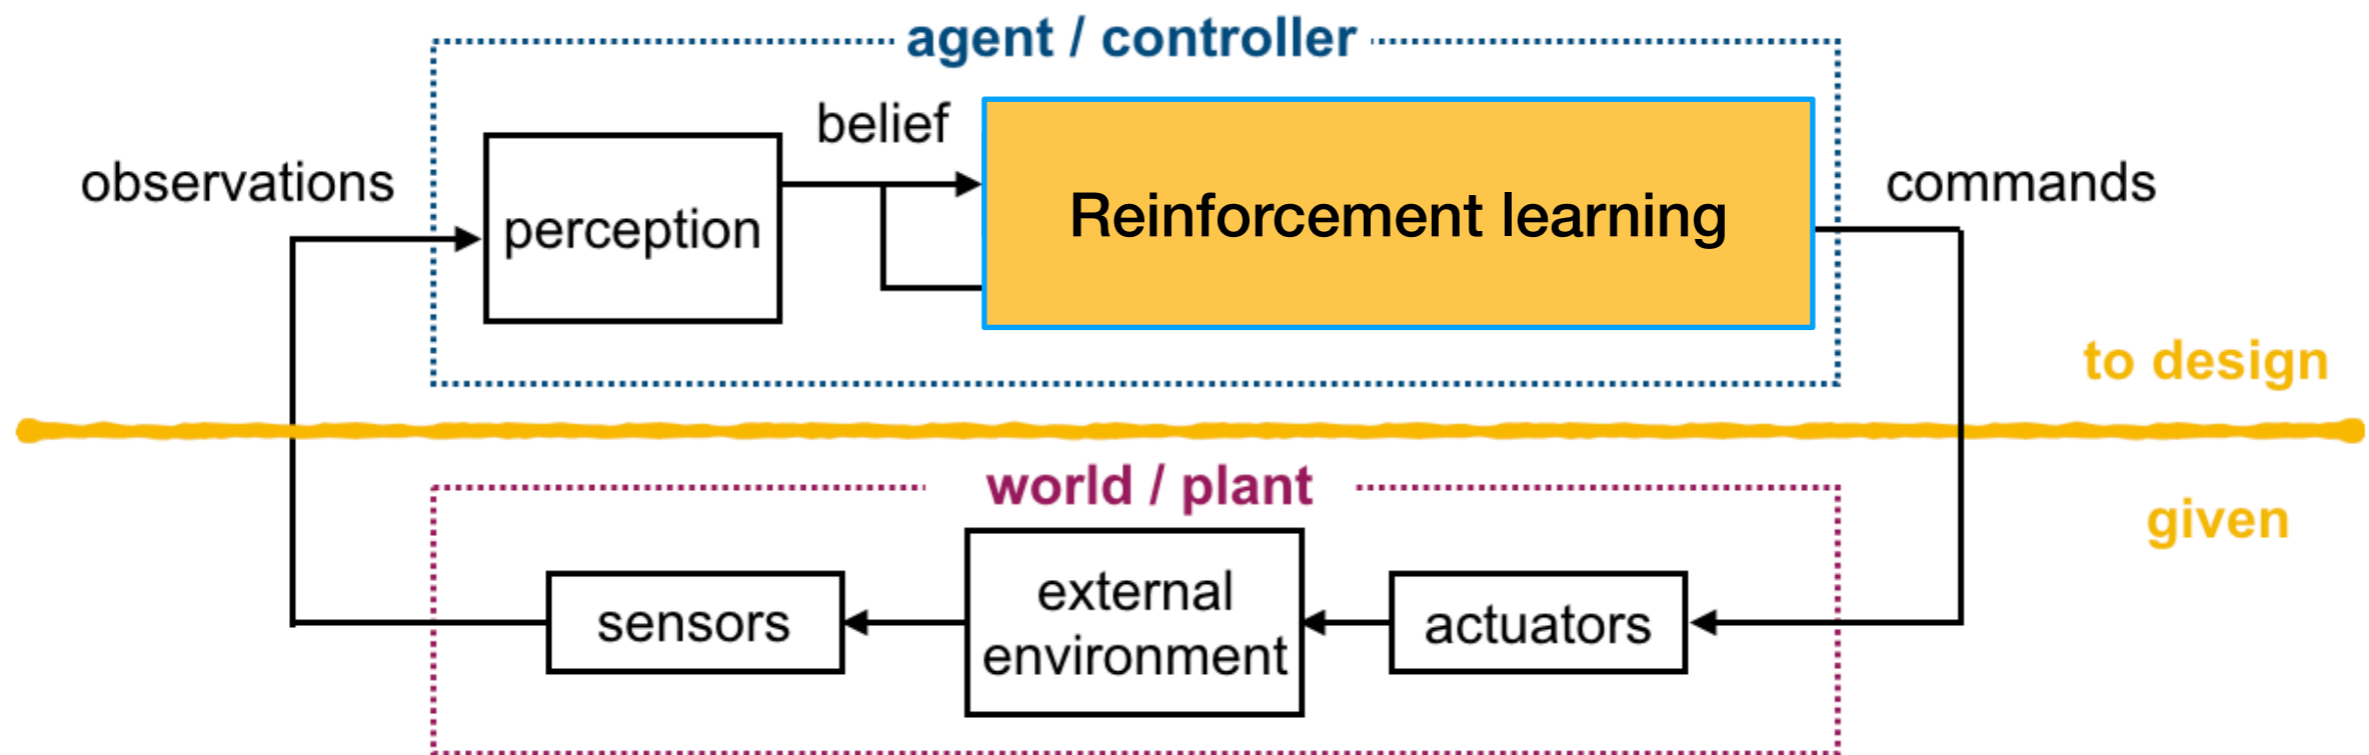 agent / controller
belief
observations
perception
Reinforcement learning
commands
to design
world / plant
given
sensors
external
environment
actuators